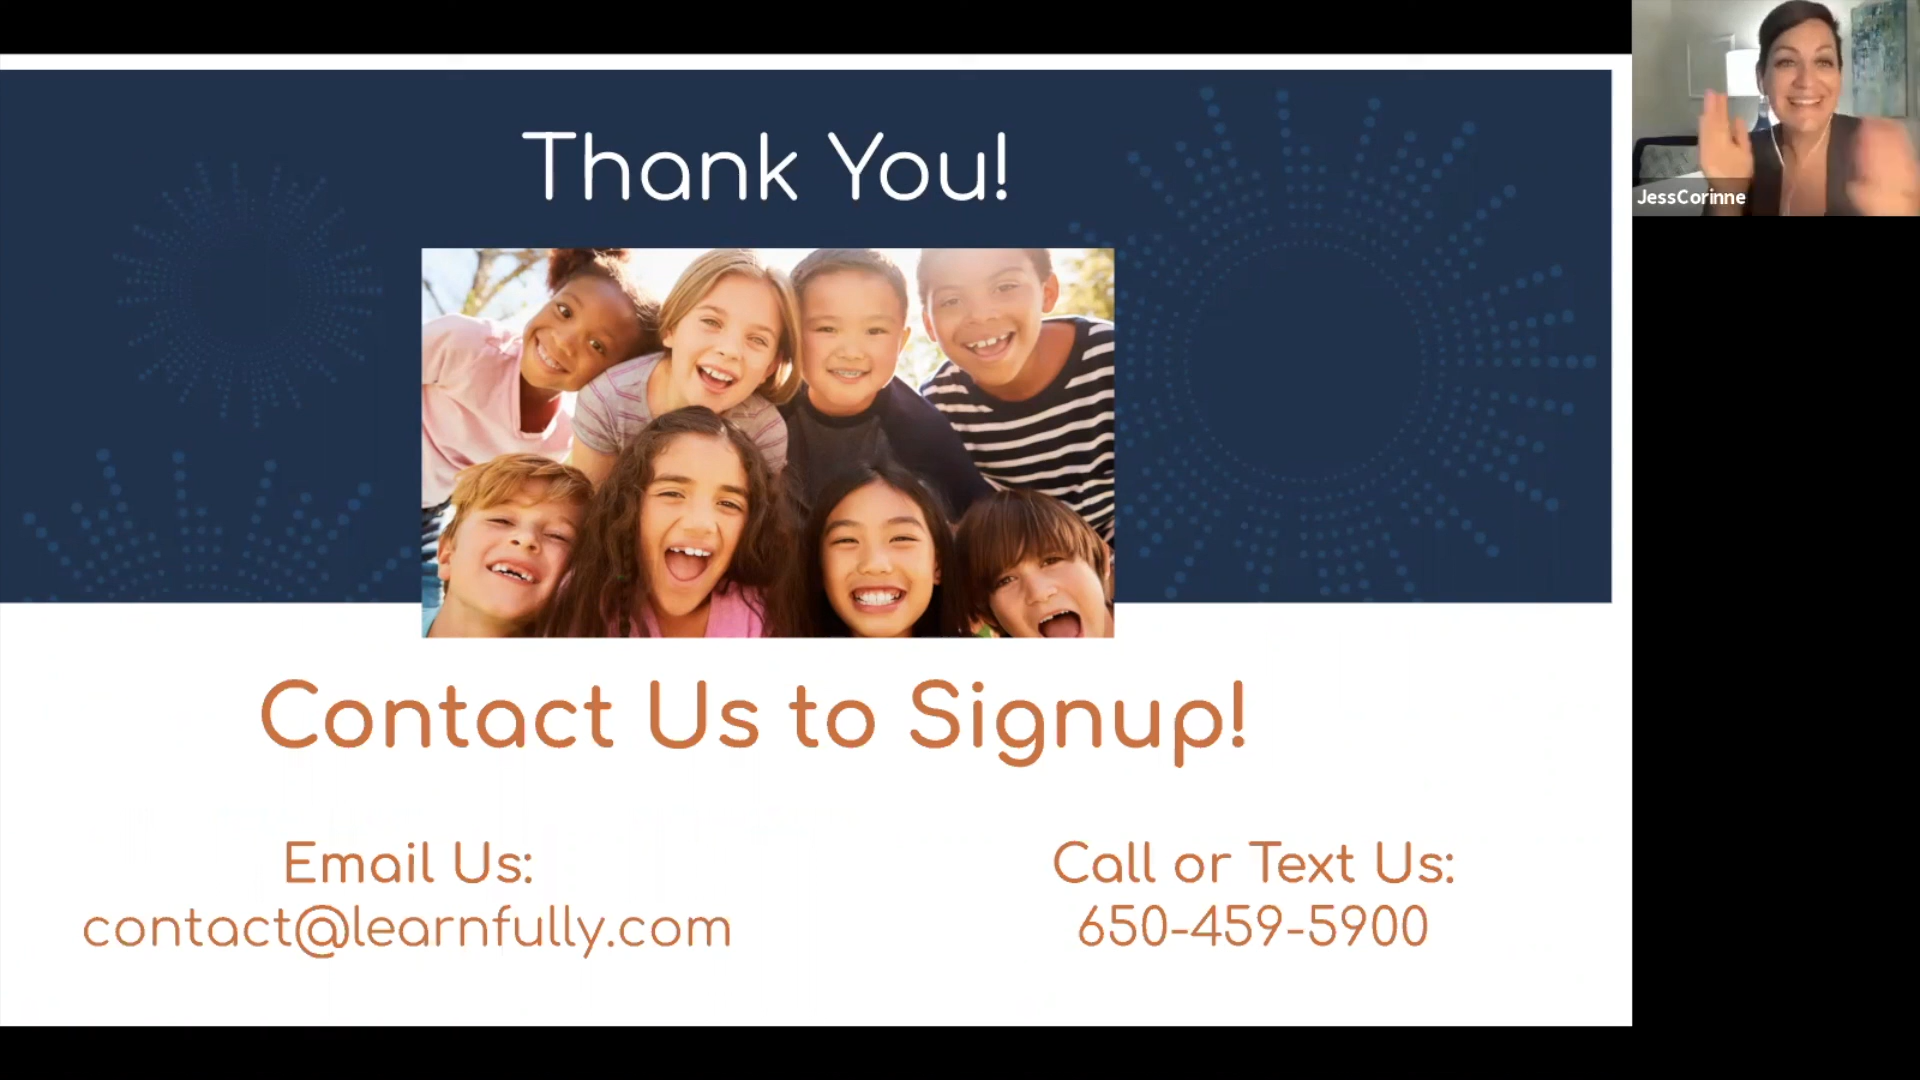 Thank You!
JessCorinne
Contact Us to Signup!
Email Us:
contact@learnfully.com
Call or Text Us:
650-459-5900